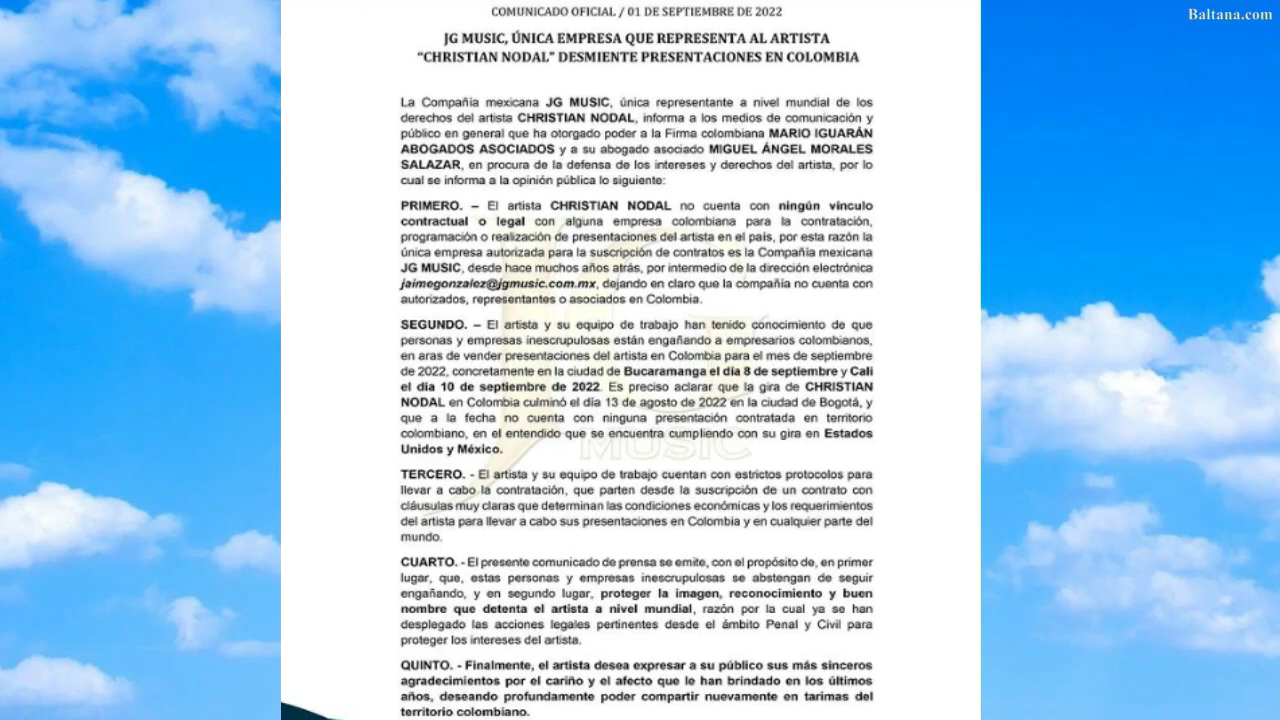 Baltana.com
COMUNICADO OFICIAL / 01 DE SEPTIEMBRE DE 2022
JG MUSIC, ÚNICA EMPRESA QUE REPRESENTA AL ARTISTA
“CHRISTIAN NODAL” DESMIENTE PRESENTACIONES EN COLOMBIA
La Compañía mexicana JG MUSIC, única representante a nivel mundial de los
derechos del artista CHRISTIAN NODAL, informa a los medios de comunicación y
público en general que ha otorgado poder a la Firma colombiana MARIO IGUARÁN
ABOGADOS ASOCIADOS y a su abogado asociado MIGUEL ÁNGEL MORALES
SALAZAR, en procura de la defensa de los intereses y derechos del artista, por lo
cual se informa a la opinión pública lo siguiente:
PRIMERO. – El artista CHRISTIAN NODAL no cuenta con ningún vínculo
contractual o legal con alguna empresa colombiana para la contratación,
programación o realización de presentaciones del artista en el país, por esta razón la
única empresa autorizada para la suscripción de contratos es la Compañía mexicana
JG MUSIC, desde hace muchos años atrás, por intermedio de la dirección electrónica
jaimegonzalez@jgmusic.com.mx, dejando en claro que la compañía no cuenta con
autorizados, representantes o asociados en Colombia.
SEGUNDO. – El artista y su equipo de trabajo han tenido conocimiento de que
personas y empresas inescrupulosas están engañando a empresarios colombianos,
en aras de vender presentaciones del artista en Colombia para el mes de septiembre
de 2022, concretamente en la ciudad de Bucaramanga el día 8 de septiembre y Cali
el día 10 de septiembre de 2022. Es preciso aclarar que la gira de CHRISTIAN
NODAL en Colombia culminó el día 13 de agosto de 2022 en la ciudad de Bogotá, y
que a la fecha no cuenta con ninguna presentación contratada en territorio
colombiano, en el entendido que se encuentra cumpliendo con su gira en Estados
Unidos y México.
MUSIC
TERCERO. - El artista y su equipo de trabajo cuentan con estrictos protocolos para
llevar a cabo la contratación, que parten desde la suscripción de un contrato con
cláusulas muy claras que determinan las condiciones económicas y los requerimientos
del artista para llevar a cabo sus presentaciones en Colombia y en cualquier parte del
mundo.
CUARTO. - El presente comunicado de prensa se emite, con el propósito de, en primer
lugar, que, estas personas y empresas inescrupulosas se abstengan de seguir
engañando, y en segundo lugar, proteger la imagen, reconocimiento y buen
nombre que detenta el artista a nivel mundial, razón por la cual ya se han
desplegado las acciones legales pertinentes desde el ámbito Penal y Civil para
proteger los intereses del artista.
QUINTO. - Finalmente, el artista desea expresar a su público sus más sinceros
agradecimientos por el cariño y el afecto que le han brindado en los últimos
años, deseando profundamente poder compartir nuevamente en tarimas del
territorio colombiano.